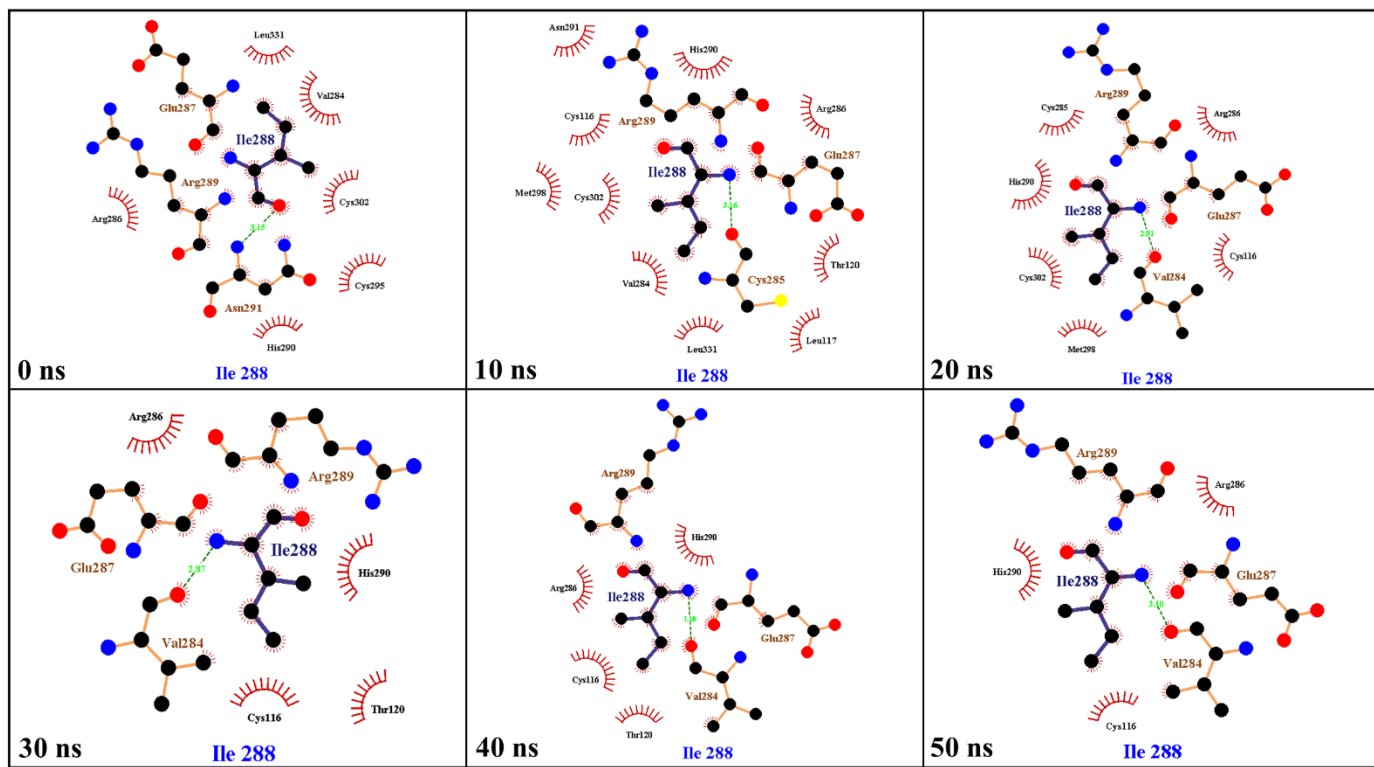 Leu331
Val284
Glu287
Ile288
Arg289
Cys302
Arg286
3.15
Cys295
Asn291
His290
0 ns
Ile 288
Asn291
His290
Arg286
Cys116
Arg289
Glu287
Ile288
Met298
Cys302
3.16
Thr120
Cys285
Val284
Leu117
Leu331
10 ns
Ile 288
Arg289
Cys285
Arg286
His290
Ile288
Glu287
2.91
Cys116
Val284
Cys302
Met298
20 ns
Ile 288
Arg286
Arg289
Ile288
Glu287
2.87
His290
Val284
Cys116
Thr120
30 ns
Ile 288
Arg289
His290
Arg286
Ile288
Glu287
Cys116
Val284
Thr120
40 ns
Ile 288
Arg289
Arg286
His290
Ile288
Glu287
3.10
Val284
Cys116
50 ns
Ile 288